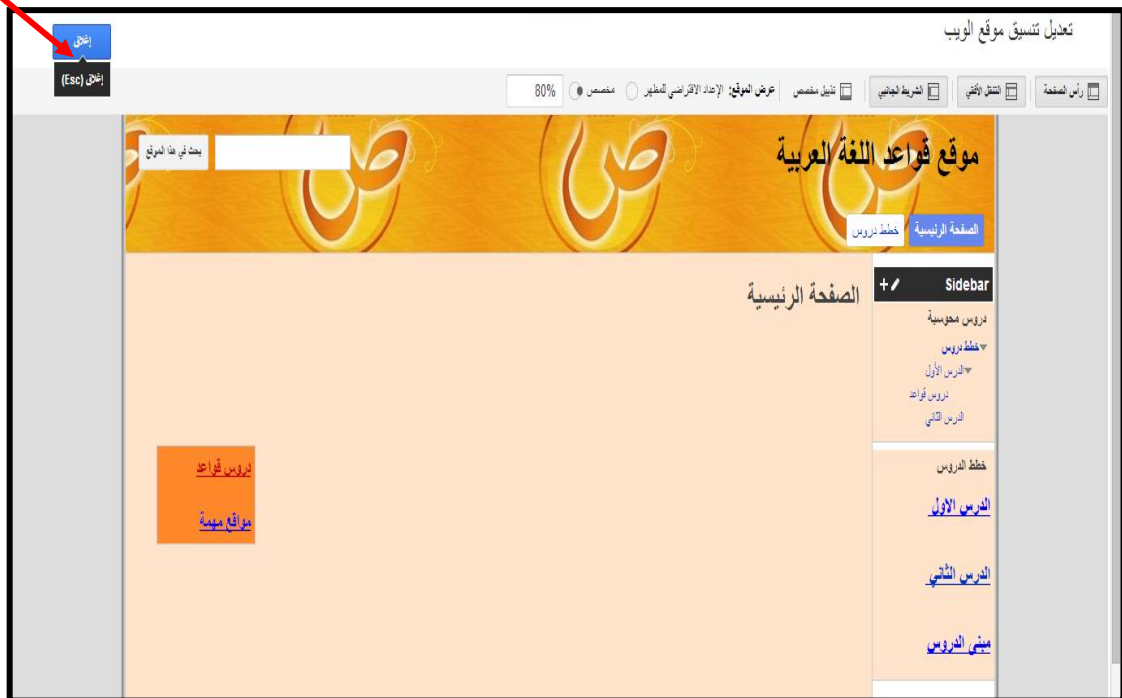 تعديل تنسيق موقع الويب
إغلاق
إغلاق (Esc)
رأس الصفحة التنقل الأفقي الشريط الجانبي تذييل مخصص عرض الموقع: الإعداد الافتراضي للمظهر مخصص 80%
موقع قواعد اللغة العربية
بحث في هذا الموقع
الصفحة الرئيسية خطط دروس
Sidebar
الصفحة الرئيسية
دروس محوسبة
خطط دروس
الدرس الأول
دروس قواعد
الدرس الثاني
خطط الدروس
الدرس الاول
الدرس الثاني
مبنى الدروس
دروس قواعد
مواقع مهمة